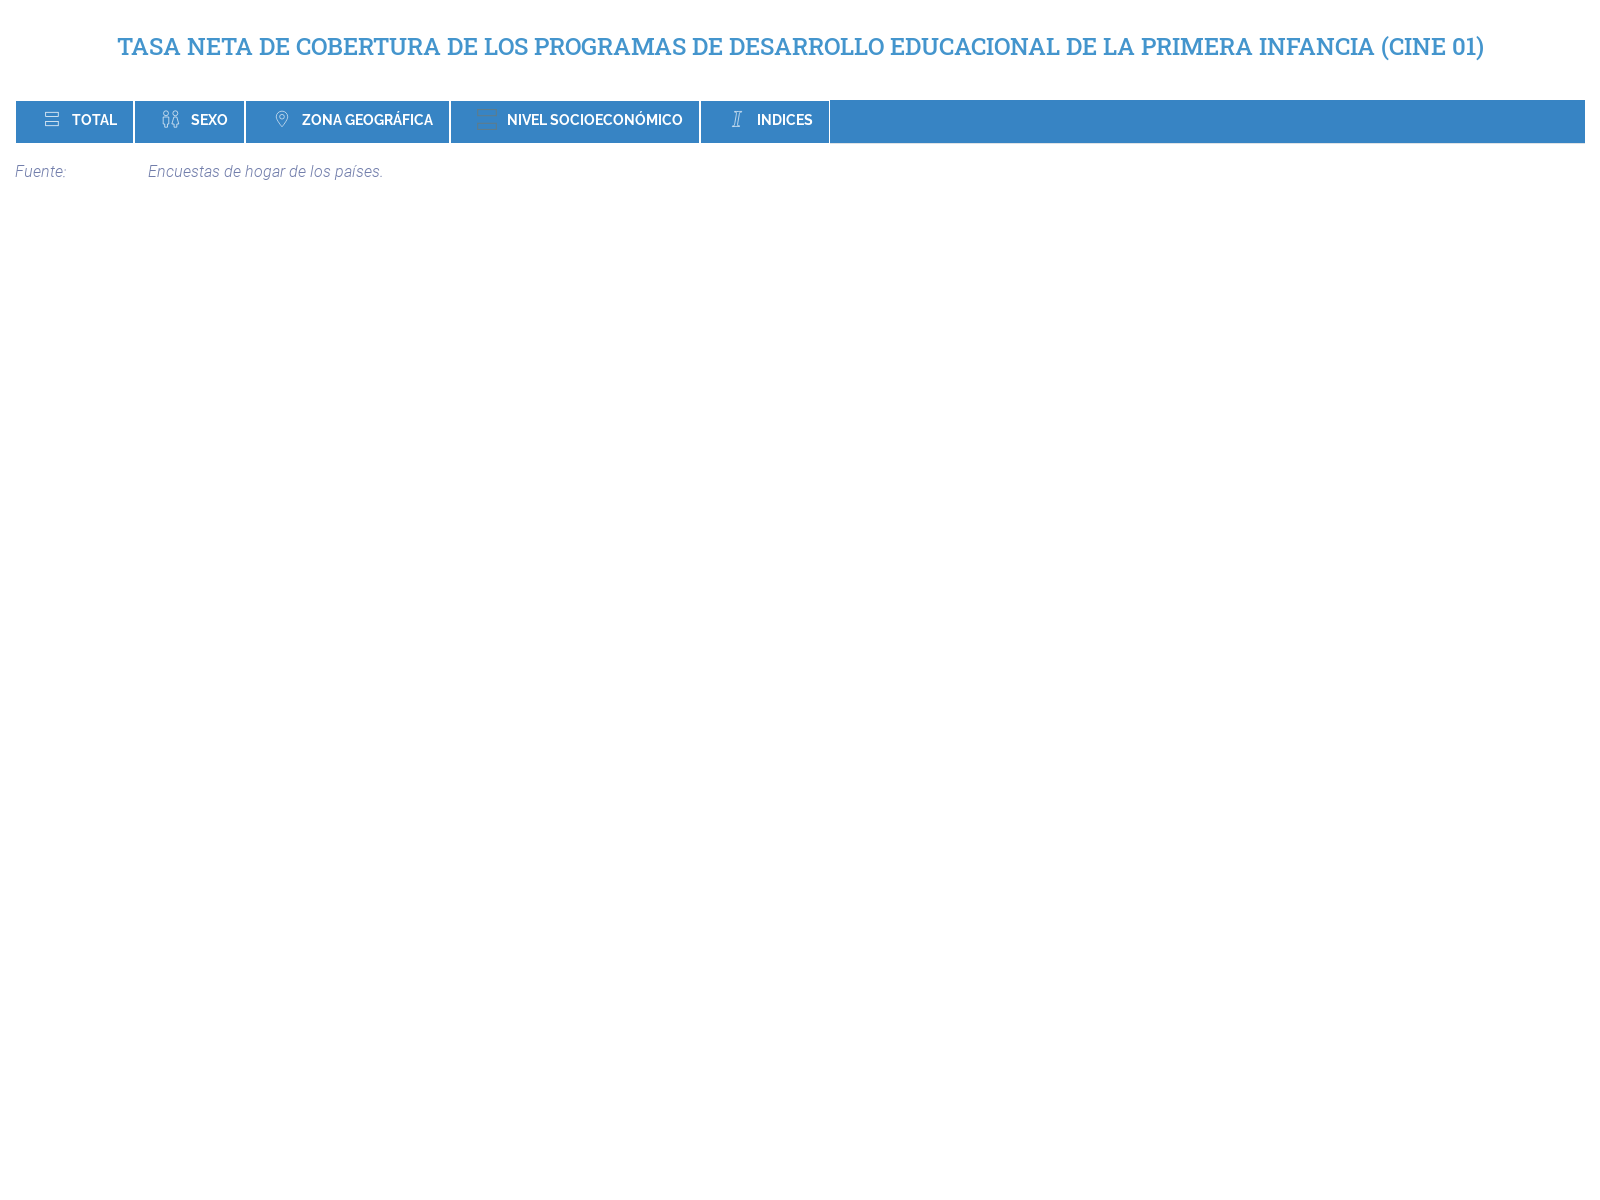 TASA NETA DE COBERTURA DE LOS PROGRAMAS DE DESARROLLO EDUCACIONAL DE LA PRIMERA INFANCIA (CINE 01)
TOTAL SEXO ZONA GEOGRÁFICA NIVEL SOCIOECONÓMICO INDICES
Fuente: Encuestas de hogar de los países.